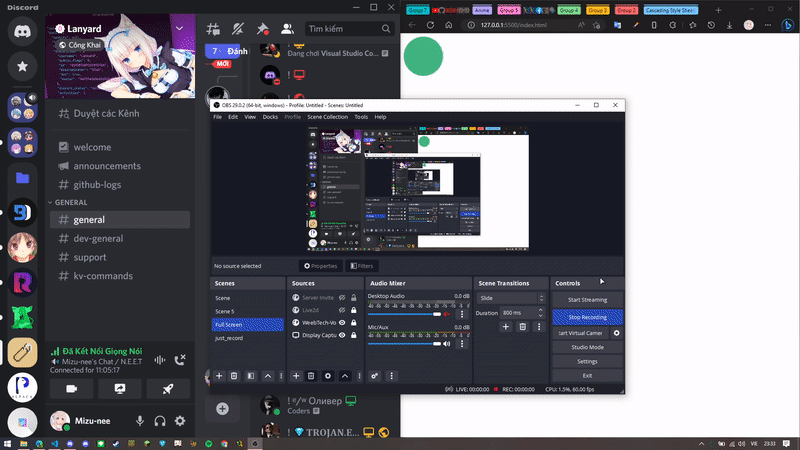 Discord
Lanyard
Công Khai
Duyệt các Kênh
welcome
announcements
github-logs
GENERAL
general
dev-general
support
kv-commands
Đã Kết Nối Giọng Nói
Mizu-nee's Chat / N.E.E.T
Connected for 11:05:17
Mizu-nee
Tìm kiếm
7
Đánh
MỚI
Đang chơi Visual Studio Co...
Оливер
Coders
TROJAN.E...
Group 7
Anime
Group 5
Group 4
Group 3
Group 2
Cascading Style Shee
127.0.0.1:5500/index.html
OBS 29.0.2 (64-bit, windows) - Profile: Untitled - Scenes: Untitled
File Edit View Docks Profile Scene Collection Tools Help
No source selected
Properties
Filters
Scenes
Scene
Scene 5
Full Screen
just_record
Sources
Server Invite
Live2d
WeebTech-Vo
Display Captu
Audio Mixer
Desktop Audio
0.0 dB
Mic/Aux
0.0 dB
Scene Transitions
Slide
Duration
800 ms
Controls
Start Streaming
Stop Recording
Start Virtual Camer
Studio Mode
Settings
Exit
LIVE: 00:00:00
REC: 00:00:00
CPU: 1.5%, 60.00 fps
VIE
23:33